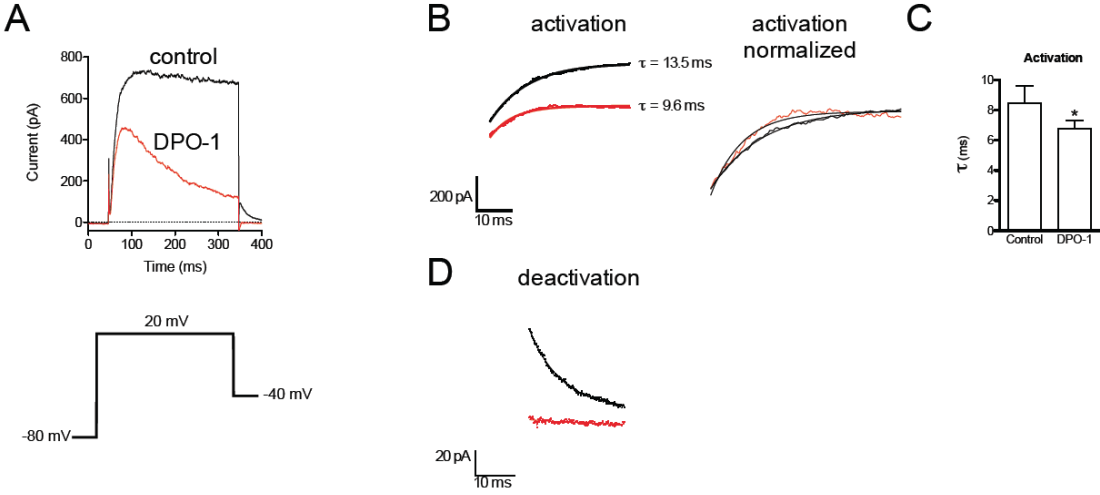 A
control
DPO-1
Current (pA)
800
600
400
200
0
0
100
200
300
400
Time (ms)
20 mV
-40 mV
-80 mV
B
activation
τ = 13.5 ms
τ = 9.6 ms
200 pA
10 ms
activation
normalized
C
Activation
τ (ms)
10
8
6
4
2
0
*
Control
DPO-1
D
deactivation
20 pA
10 ms